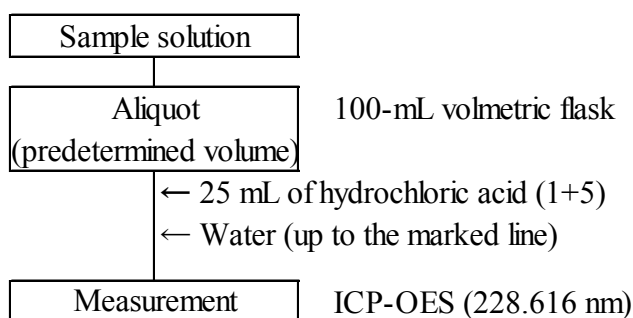 Sample solution
Aliquot 100-mL volmetric flask
(predetermined volume)
← 25 mL of hydrochloric acid (1+5)
← Water (up to the marked line)
Measurement ICP-OES (228.616 nm)